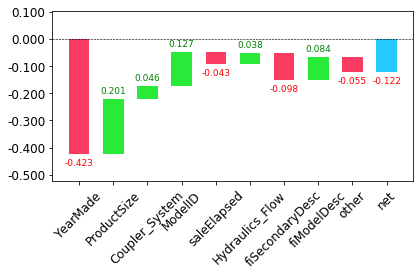 0.100
0.000
-0.100
-0.200
-0.300
-0.400
-0.500
-0.423
0.201
0.046
0.127
-0.043
0.038
-0.098
0.084
-0.055
-0.122
YearMade
ProductSize
Coupler_System
ModelID
saleElapsed
Hydraulics_Flow
fiSecondaryDesc
fiModelDesc
other
net